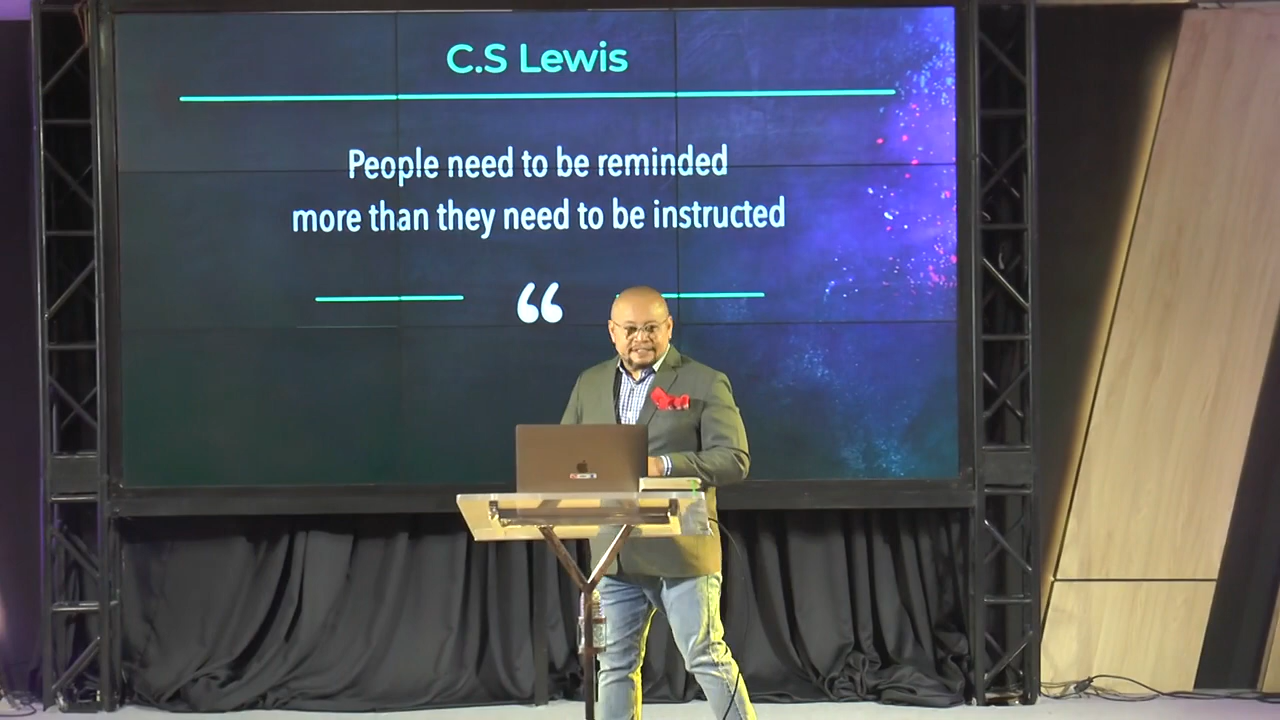 C.S Lewis
People need to be reminded
more than they need to be instructed
“